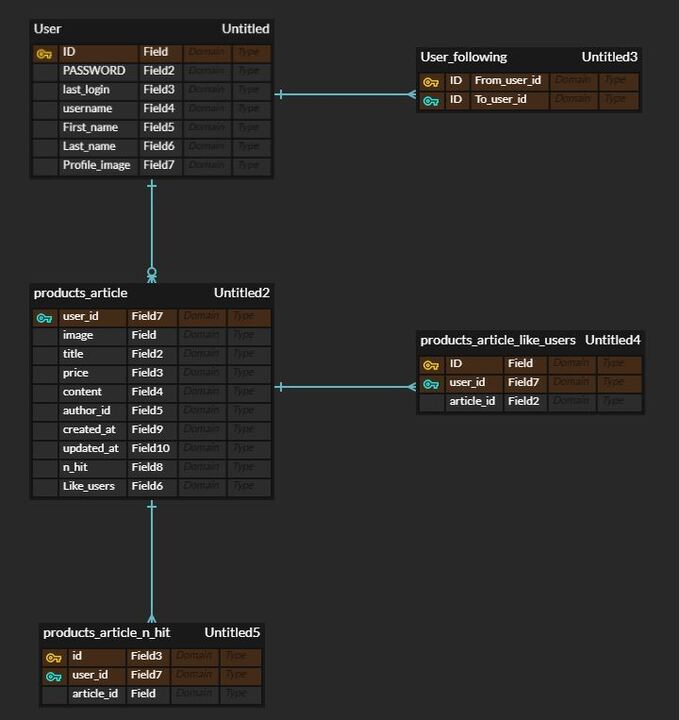 User Untitled
ID Field Domain Type
PASSWORD Field2 Domain Type
last_login Field3 Domain Type
username Field4 Domain Type
First_name Field5 Domain Type
Last_name Field6 Domain Type
Profile_image Field7 Domain Type
User_following Untitled3
ID From_user_id Domain Type
ID To_user_id Domain Type
products_article Untitled2
user_id Field7 Domain Type
image Field Domain Type
title Field2 Domain Type
price Field3 Domain Type
content Field4 Domain Type
author_id Field5 Domain Type
created_at Field9 Domain Type
updated_at Field10 Domain Type
n_hit Field8 Domain Type
Like_users Field6 Domain Type
products_article_like_users Untitled4
ID Field Domain Type
user_id Field7 Domain Type
article_id Field2 Domain Type
products_article_n_hit Untitled5
id Field3 Domain Type
user_id Field7 Domain Type
article_id Field Domain Type